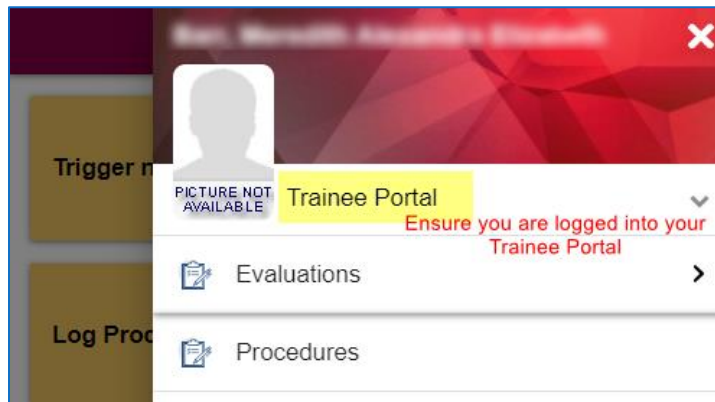 PICTURE NOT
AVAILABLE
Trainee Portal
Ensure you are logged into your
Trainee Portal
Trigger n
Evaluations
Log Proc
Procedures